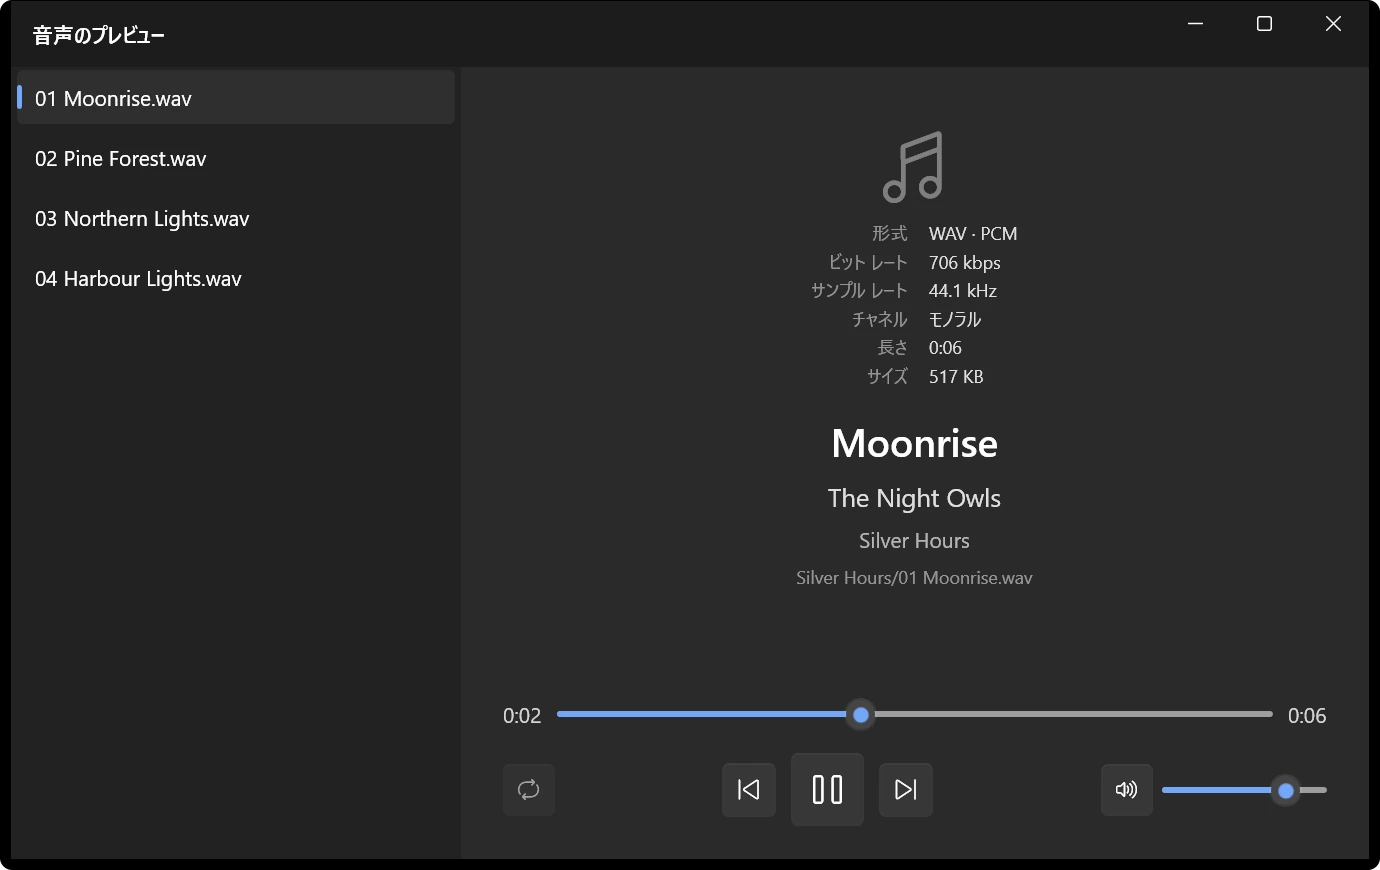 音声のプレビュー
01 Moonrise.wav
02 Pine Forest.wav
03 Northern Lights.wav
04 Harbour Lights.wav
形式 WAV · PCM
ビット レート 706 kbps
サンプル レート 44.1 kHz
チャネル モノラル
長さ 0:06
サイズ 517 KB
Moonrise
The Night Owls
Silver Hours
Silver Hours/01 Moonrise.wav
0:02 0:06